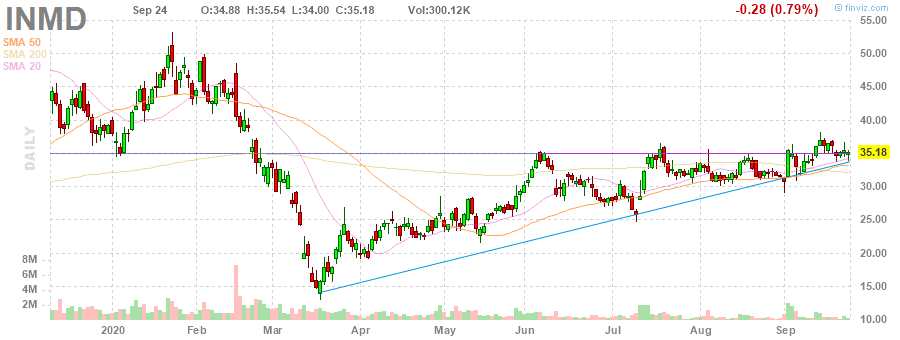 INMD Sep 24 O:34.88 H:35.54 L:34.00 C:35.18 Vol:300.12K -0.28 (0.79%) © finviz.com
SMA 50
SMA 200
SMA 20
DAILY
55.00
50.00
45.00
40.00
35.18
30.00
25.00
20.00
15.00
10.00
8M
6M
4M
2M
2020 Feb Mar Apr May Jun Jul Aug Sep